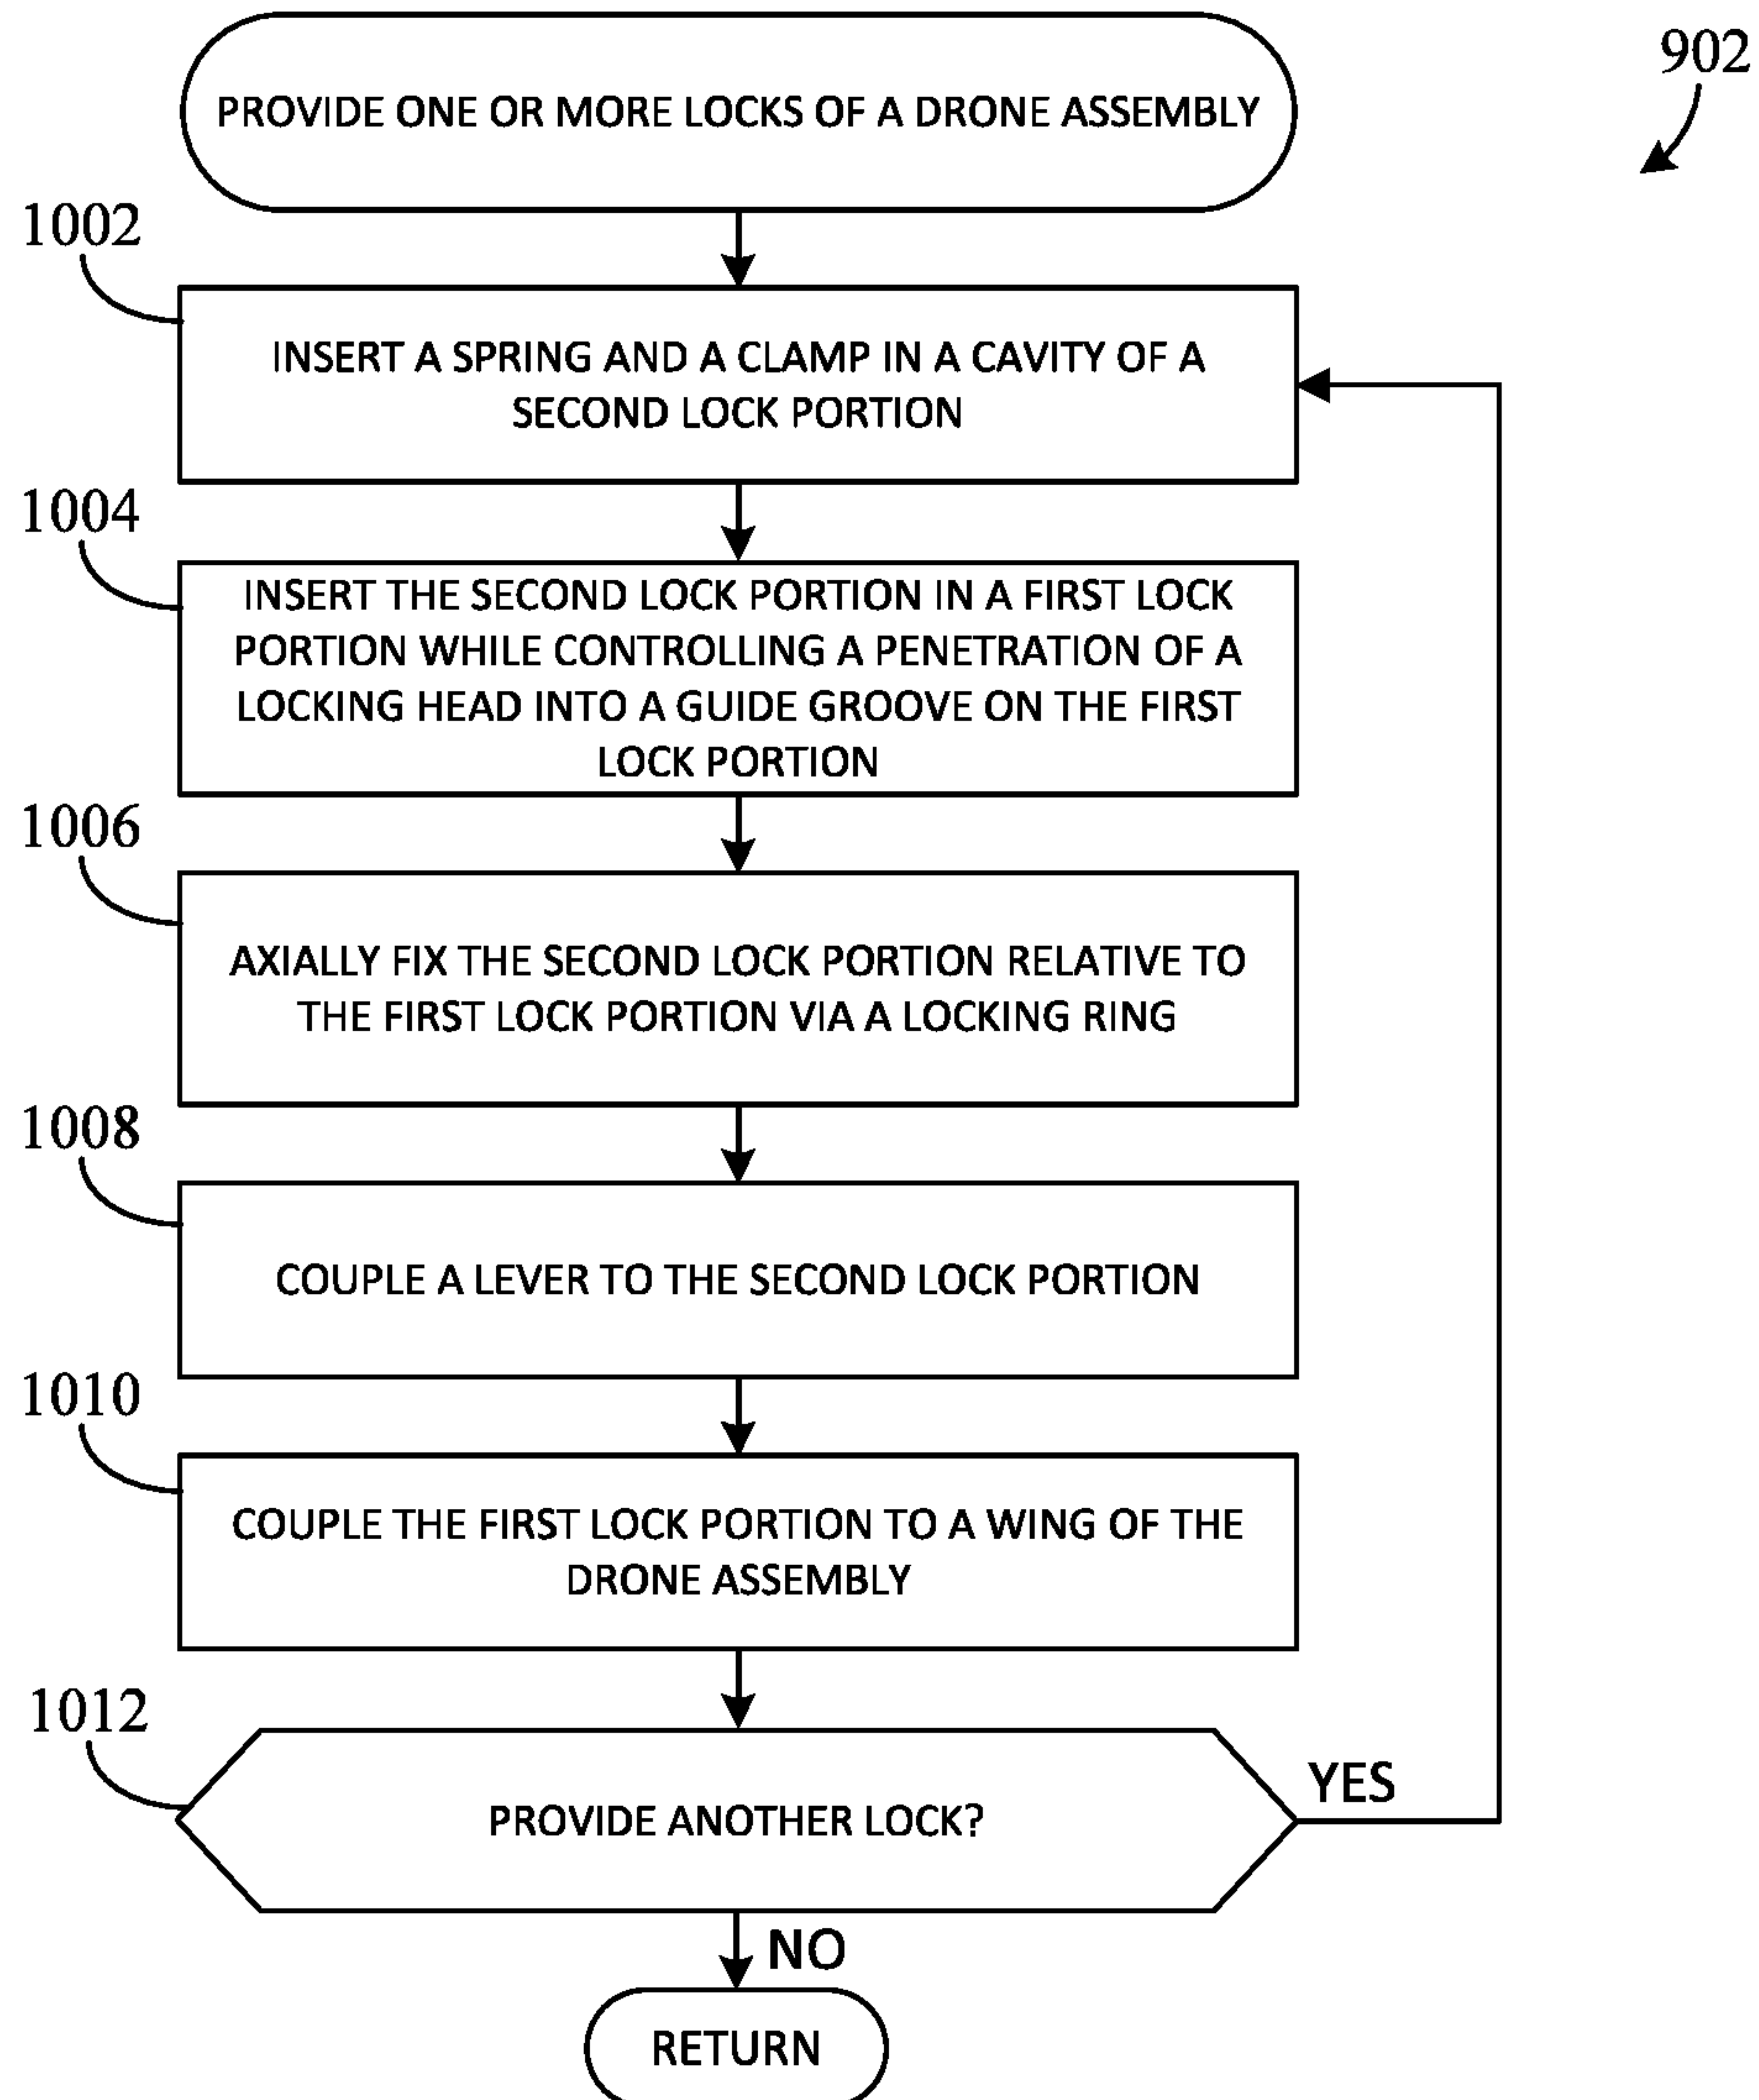 902
PROVIDE ONE OR MORE LOCKS OF A DRONE ASSEMBLY
1002
INSERT A SPRING AND A CLAMP IN A CAVITY OF A
SECOND LOCK PORTION
1004
INSERT THE SECOND LOCK PORTION IN A FIRST LOCK
PORTION WHILE CONTROLLING A PENETRATION OF A
LOCKING HEAD INTO A GUIDE GROOVE ON THE FIRST
LOCK PORTION
1006
AXIALLY FIX THE SECOND LOCK PORTION RELATIVE TO
THE FIRST LOCK PORTION VIA A LOCKING RING
1008
COUPLE A LEVER TO THE SECOND LOCK PORTION
1010
COUPLE THE FIRST LOCK PORTION TO A WING OF THE
DRONE ASSEMBLY
1012
PROVIDE ANOTHER LOCK?
YES
NO
RETURN